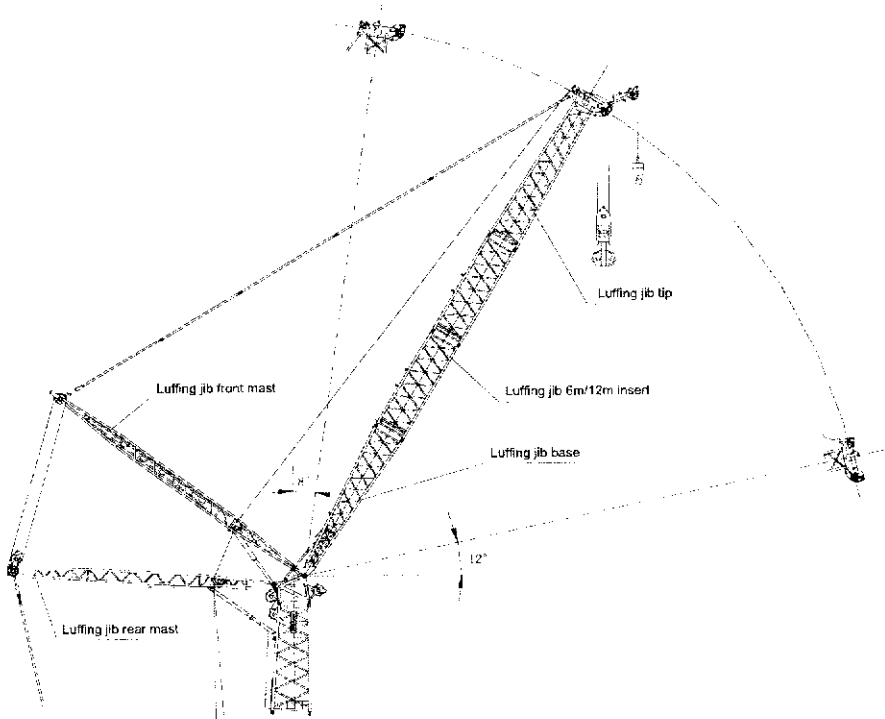 Luffing jib tip
Luffing jib front mast
Luffing jib 6m/12m insert
Luffing jib base
8
12°
Luffing jib rear mast